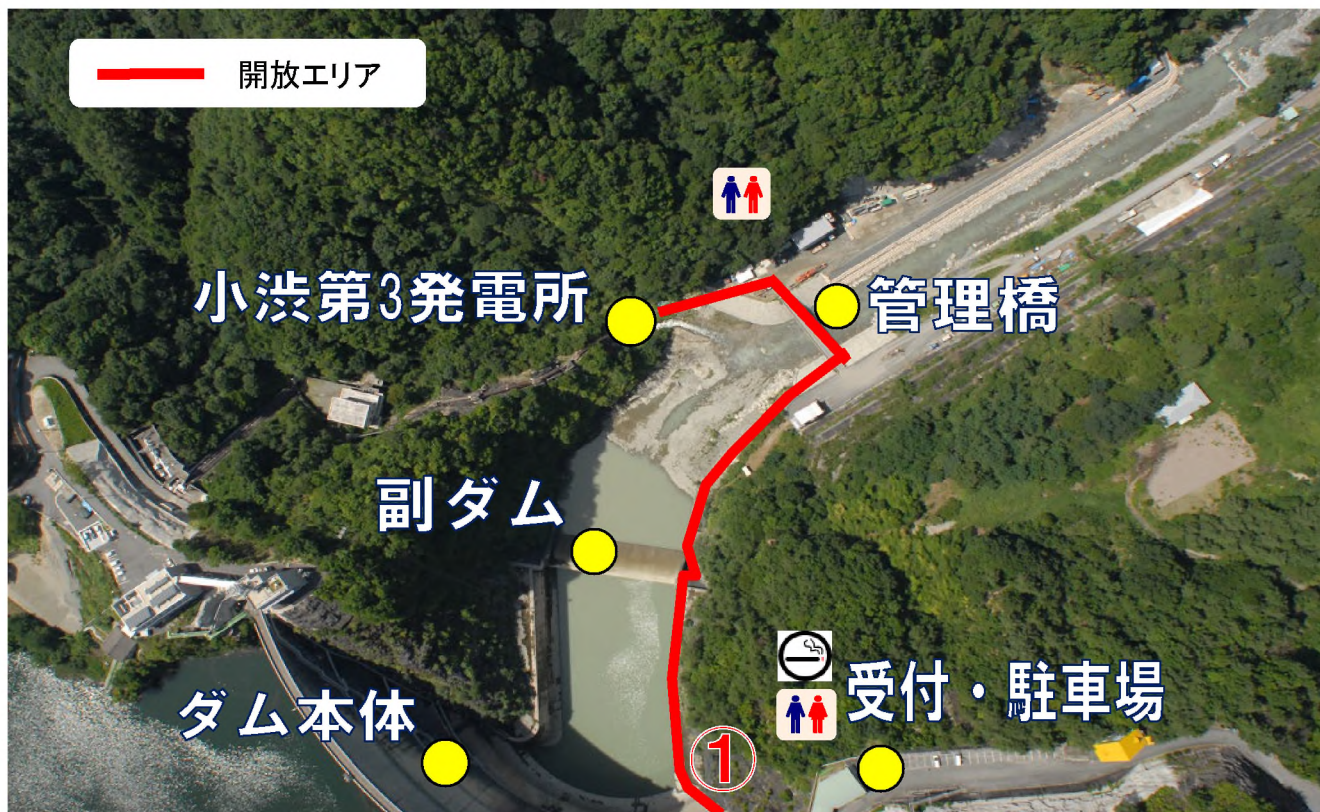 開放エリア
小渋第3発電所
管理橋
副ダム
受付・駐車場
ダム本体
①